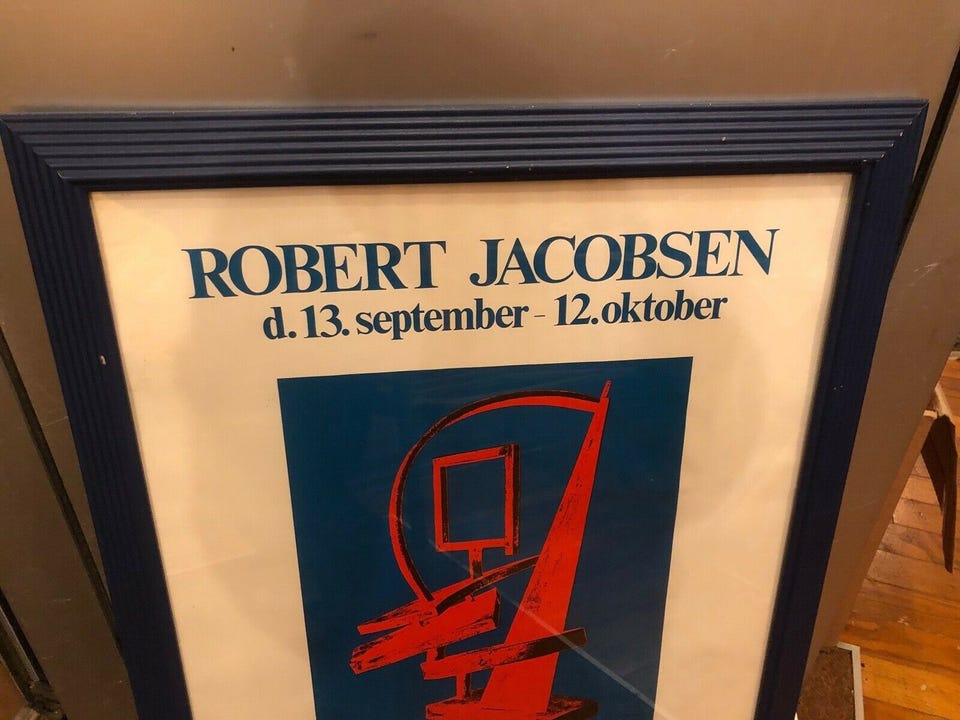 ROBERT JACOBSEN
d.13.september - 12.oktober